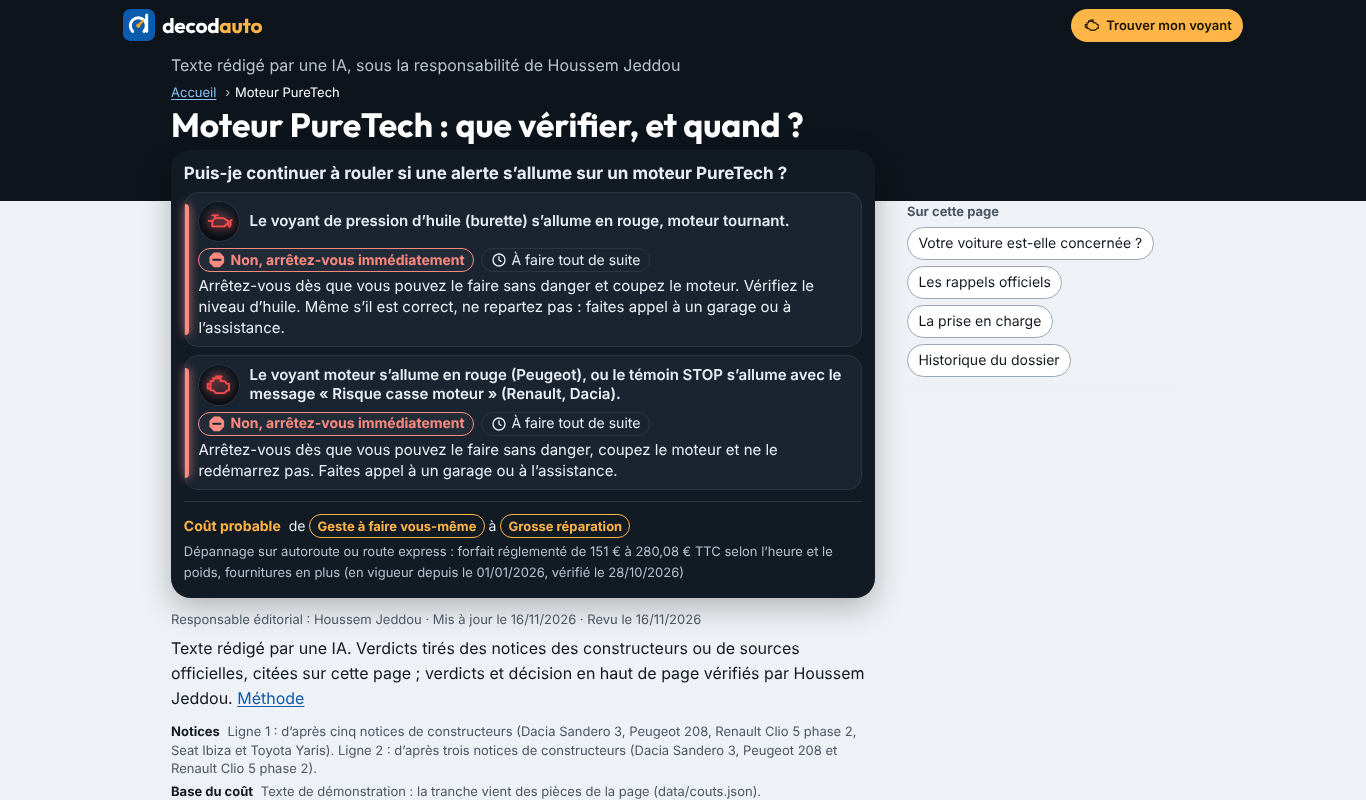 decodauto
Trouver mon voyant
Texte rédigé par une IA, sous la responsabilité de Houssem Jeddou
Accueil › Moteur PureTech
Moteur PureTech : que vérifier, et quand ?
Puis-je continuer à rouler si une alerte s’allume sur un moteur PureTech ?
Le voyant de pression d’huile (burette) s’allume en rouge, moteur tournant.
Non, arrêtez-vous immédiatement
À faire tout de suite
Arrêtez-vous dès que vous pouvez le faire sans danger et coupez le moteur. Vérifiez le
niveau d’huile. Même s’il est correct, ne repartez pas : faites appel à un garage ou à
l’assistance.
Le voyant moteur s’allume en rouge (Peugeot), ou le témoin STOP s’allume avec le
message « Risque casse moteur » (Renault, Dacia).
Non, arrêtez-vous immédiatement
À faire tout de suite
Arrêtez-vous dès que vous pouvez le faire sans danger, coupez le moteur et ne le
redémarrez pas. Faites appel à un garage ou à l’assistance.
Coût probable de Geste à faire vous-même à Grosse réparation
Dépannage sur autoroute ou route express : forfait réglementé de 151 € à 280,08 € TTC selon l’heure et le
poids, fournitures en plus (en vigueur depuis le 01/01/2026, vérifié le 28/10/2026)
Sur cette page
Votre voiture est-elle concernée ?
Les rappels officiels
La prise en charge
Historique du dossier
Responsable éditorial : Houssem Jeddou · Mis à jour le 16/11/2026 · Revu le 16/11/2026
Texte rédigé par une IA. Verdicts tirés des notices des constructeurs ou de sources
officielles, citées sur cette page ; verdicts et décision en haut de page vérifiés par Houssem
Jeddou. Méthode
Notices Ligne 1 : d’après cinq notices de constructeurs (Dacia Sandero 3, Peugeot 208, Renault Clio 5 phase 2,
Seat Ibiza et Toyota Yaris). Ligne 2 : d’après trois notices de constructeurs (Dacia Sandero 3, Peugeot 208 et
Renault Clio 5 phase 2).
Base du coût Texte de démonstration : la tranche vient des pièces de la page (data/couts.json).